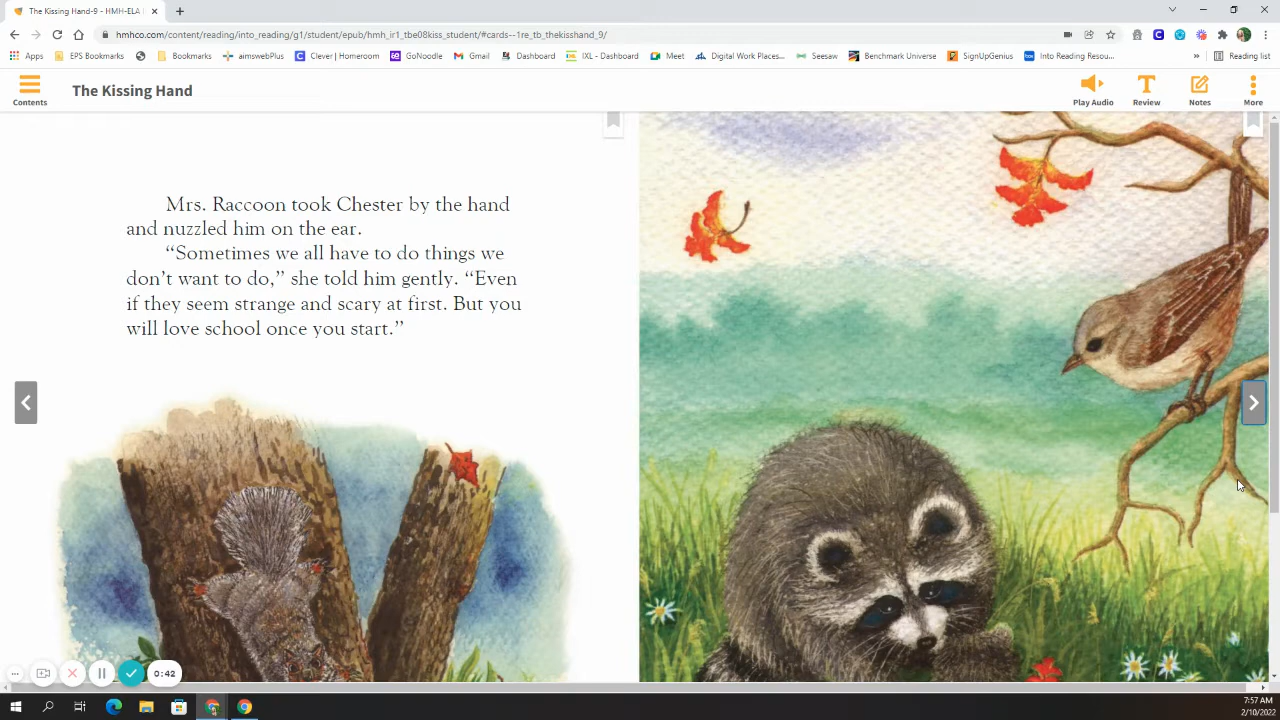 The Kissing Hand-9 - HMH-ELA
hmhco.com/content/reading/into_reading/g1/student/epub/hmh_ir1_tbe08kiss_student/#cards--1re_tb_thekisshand_9/
Apps EPS Bookmarks Bookmarks aimswebPlus Clever | Homeroom GoNoodle Gmail Dashboard IXL - Dashboard Meet Digital Work Places... Seesaw Benchmark Universe SignUpGenius Into Reading Resou... » Reading list
The Kissing Hand
Contents Play Audio Review Notes More
Mrs. Raccoon took Chester by the hand
and nuzzled him on the ear.
“Sometimes we all have to do things we
don’t want to do,” she told him gently. “Even
if they seem strange and scary at first. But you
will love school once you start.”
0:42
7:57 AM
2/10/2022